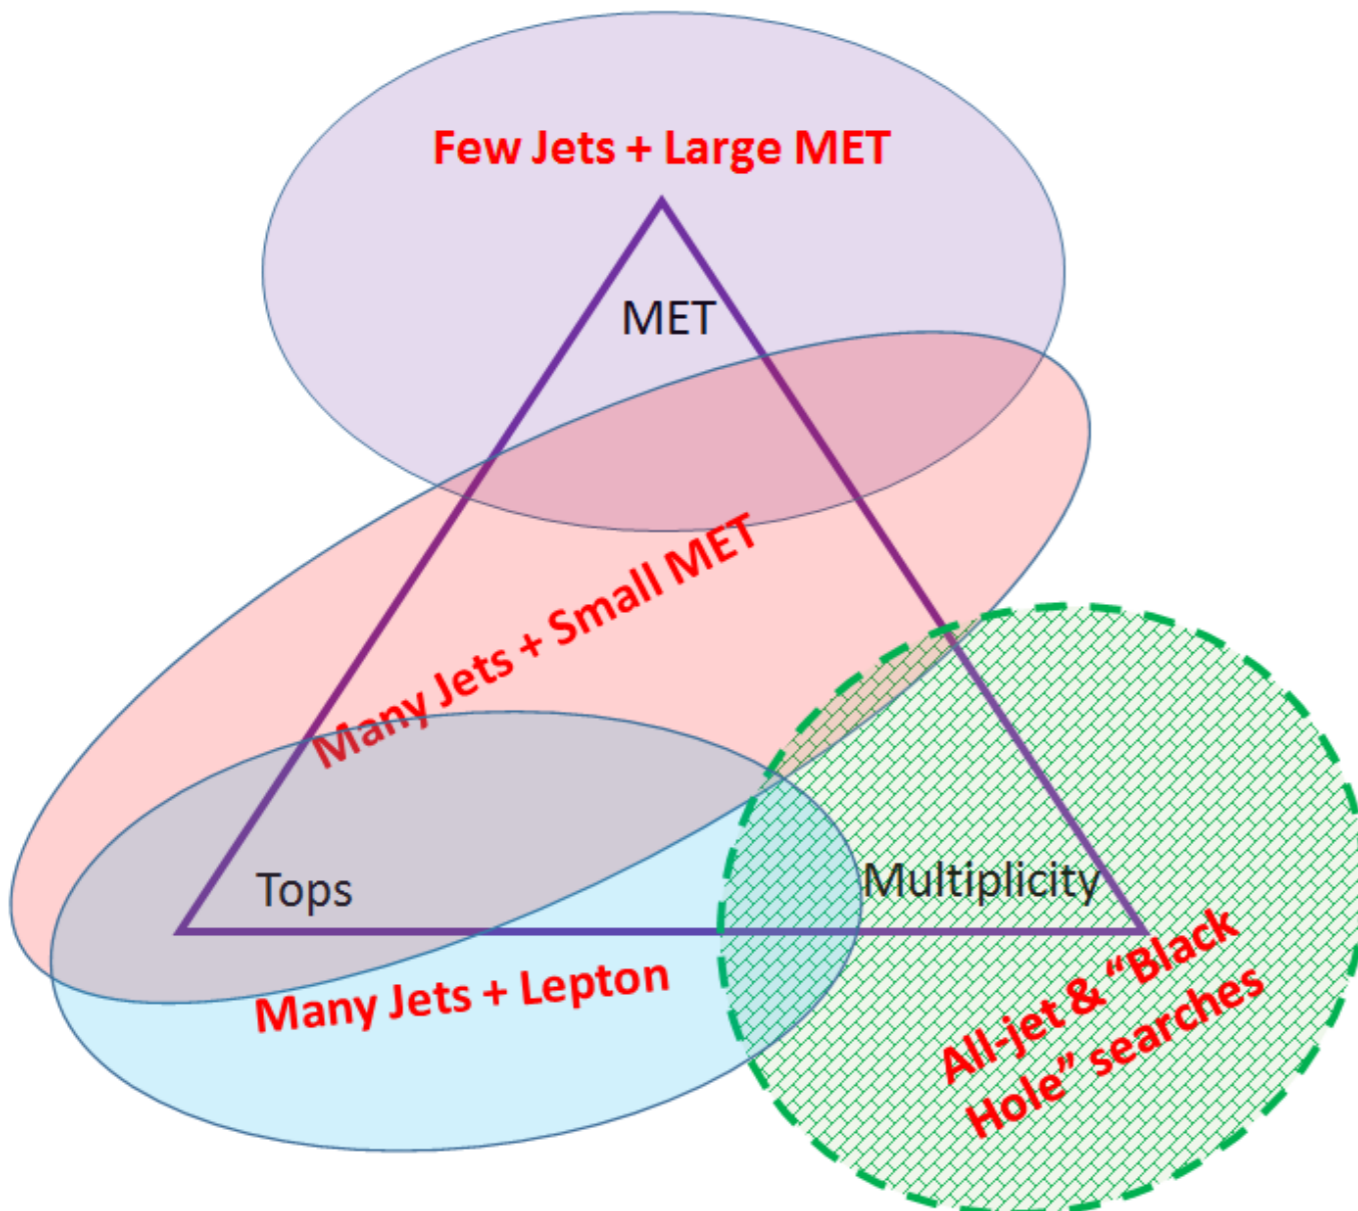 Few Jets + Large MET
MET
Many Jets + Small MET
Tops
Multiplicity
Many Jets + Lepton
All-jet & “Black
Hole” searches